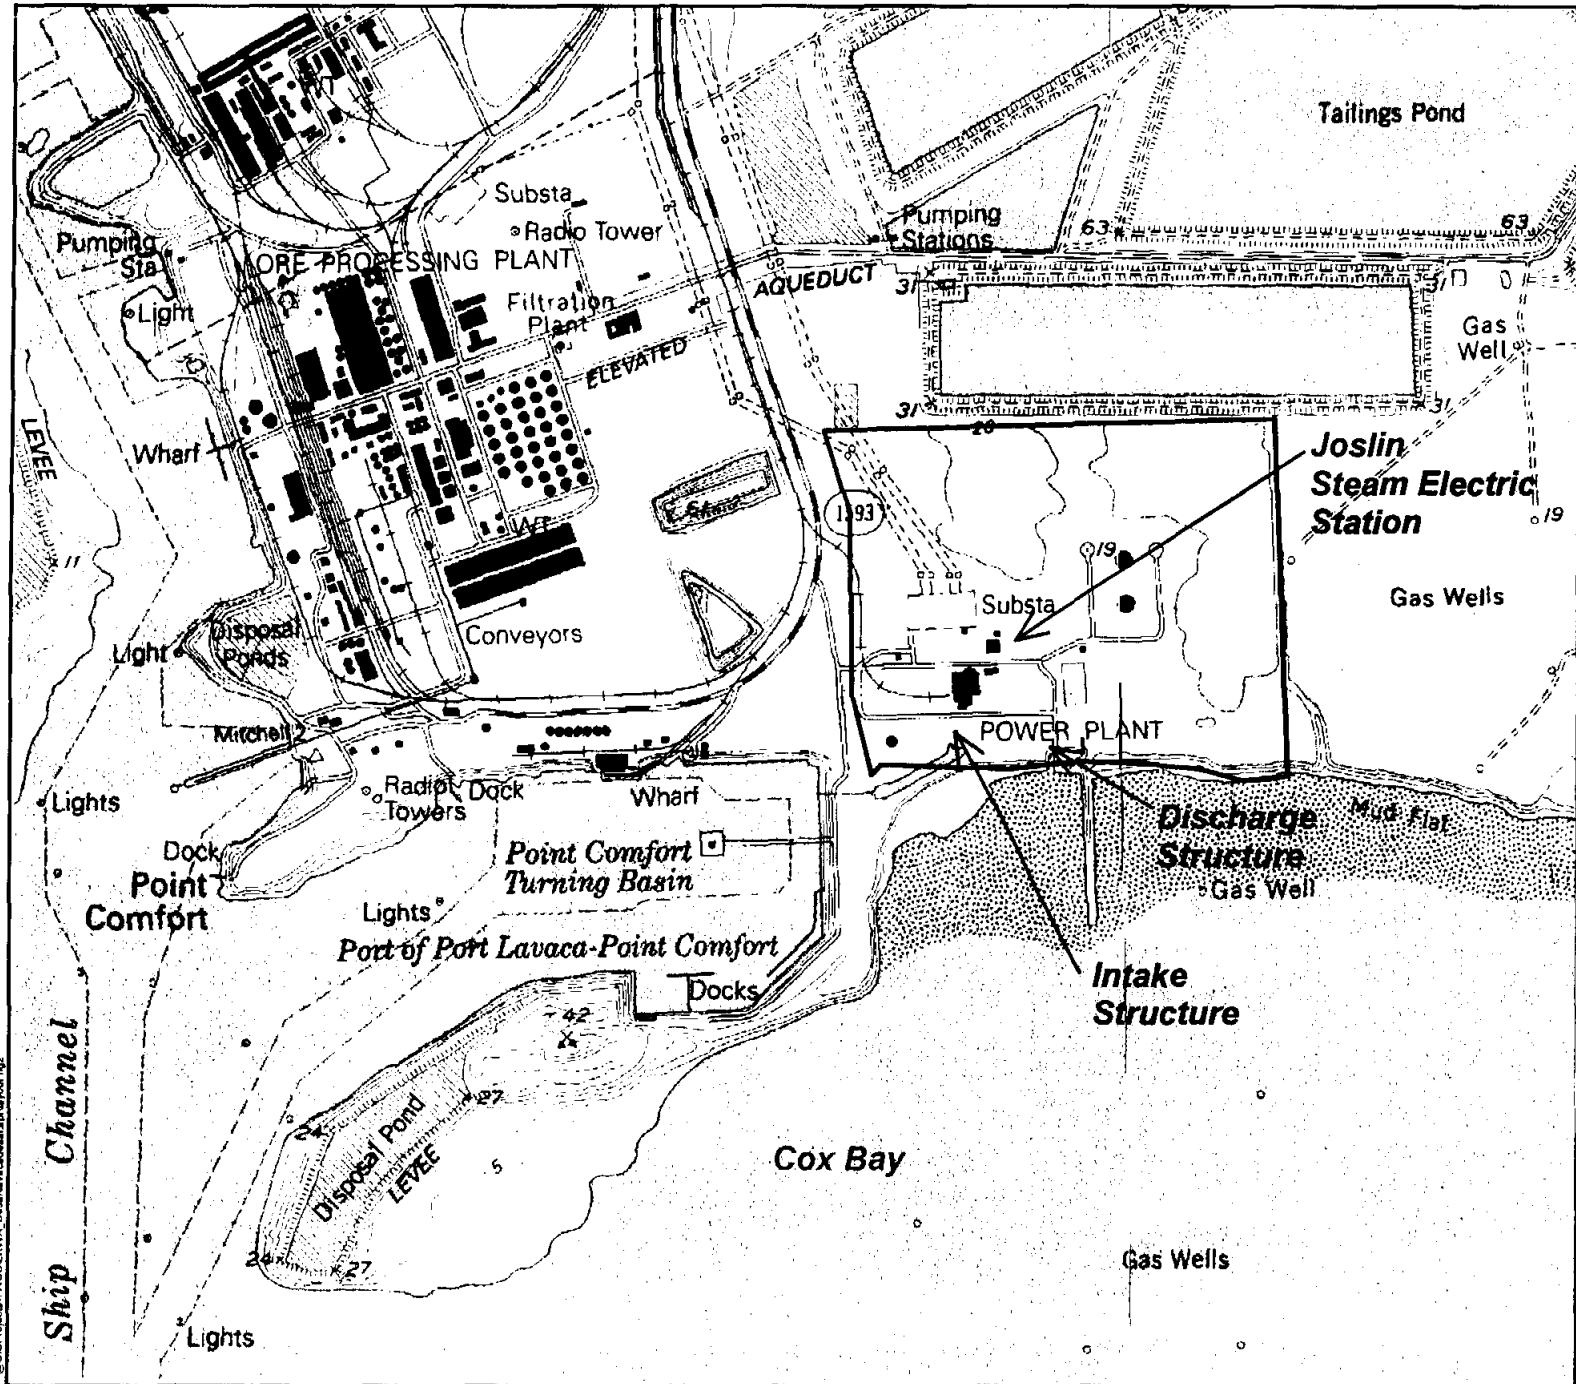 Tailings Pond
Substa
Radio Tower
Pumping
Stations
63
63
Pumping
Sta
ORE PROCESSING PLANT
AQUEDUCT
31
31
Light
Filtration
Plant
Gas
Well
ELEVATED
31
31
LEVEE
Wharf
Joslin
Steam Electric
Station
WT
19
19
11
Substa
Gas Wells
Disposal
Ponds
Light
Conveyors
Mitchell
POWER PLANT
Lights
Radio
Towers
Dock
Wharf
Mud Flat
Discharge
Structure
Dock
Point
Comfort
Point Comfort
Turning Basin
Gas Well
Lights
Port of Port Lavaca-Point Comfort
Docks
Intake
Structure
42
27
24
Disposal Pond
LEVEE
5
Cox Bay
24
27
Gas Wells
Ship Channel
Lights